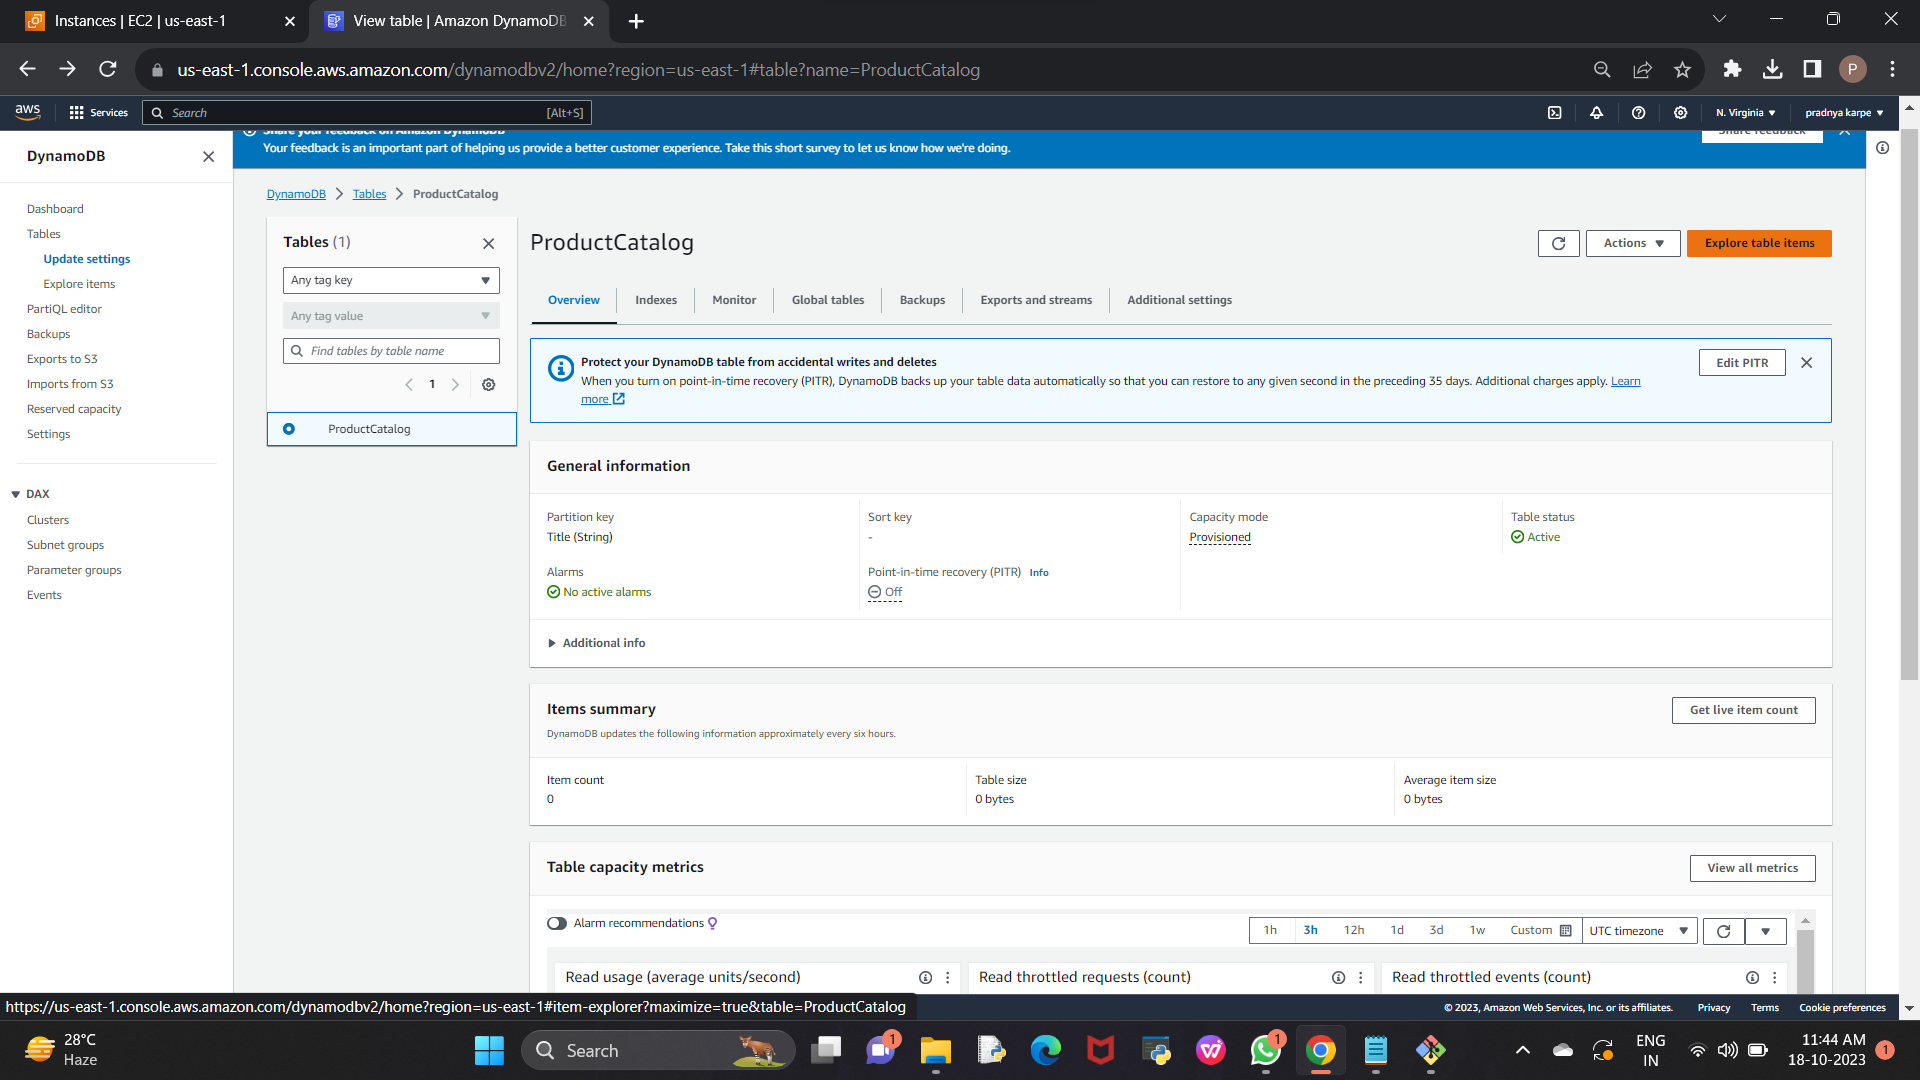 Instances | EC2 | us-east-1
View table | Amazon DynamoDB
us-east-1.console.aws.amazon.com/dynamodbv2/home?region=us-east-1#table?name=ProductCatalog
P
aws
Services
Search
[Alt+S]
N. Virginia
pradnya karpe
DynamoDB
Share your feedback on Amazon DynamoDB
Your feedback is an important part of helping us provide a better customer experience. Take this short survey to let us know how we're doing.
Share feedback
Dashboard
Tables
Update settings
Explore items
PartiQL editor
Backups
Exports to S3
Imports from S3
Reserved capacity
Settings
DAX
Clusters
Subnet groups
Parameter groups
Events
DynamoDB
Tables
ProductCatalog
Tables (1)
Any tag key
Any tag value
Find tables by table name
1
ProductCatalog
ProductCatalog
Actions
Explore table items
Overview
Indexes
Monitor
Global tables
Backups
Exports and streams
Additional settings
Protect your DynamoDB table from accidental writes and deletes
When you turn on point-in-time recovery (PITR), DynamoDB backs up your table data automatically so that you can restore to any given second in the preceding 35 days. Additional charges apply. Learn
more
Edit PITR
General information
Partition key
Title (String)
Sort key
-
Capacity mode
Provisioned
Table status
Active
Alarms
No active alarms
Point-in-time recovery (PITR) Info
Off
Additional info
Items summary
DynamoDB updates the following information approximately every six hours.
Get live item count
Item count
0
Table size
0 bytes
Average item size
0 bytes
Table capacity metrics
View all metrics
Alarm recommendations
1h
3h
12h
1d
3d
1w
Custom
UTC timezone
Read usage (average units/second)
Read throttled requests (count)
Read throttled events (count)
https://us-east-1.console.aws.amazon.com/dynamodbv2/home?region=us-east-1#item-explorer?maximize=true&table=ProductCatalog
© 2023, Amazon Web Services, Inc. or its affiliates.
Privacy
Terms
Cookie preferences
28°C
Haze
Search
1
1
ENG
IN
11:44 AM
18-10-2023
1